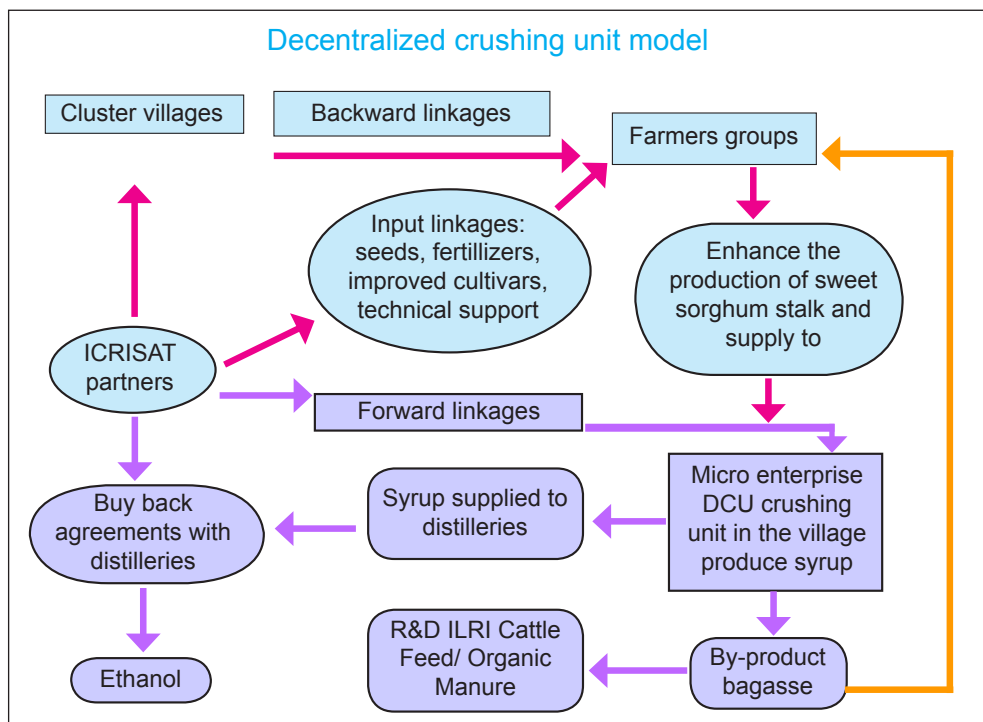 Decentralized crushing unit model
Cluster villages
Backward linkages
Farmers groups
Input linkages:
seeds, fertillizers,
improved cultivars,
technical support
Enhance the
production of sweet
sorghum stalk and
supply to
ICRISAT
partners
Forward linkages
Buy back
agreements with
distilleries
Syrup supplied to
distilleries
Micro enterprise
DCU crushing
unit in the village
produce syrup
R&D ILRI Cattle
Feed/ Organic
Manure
By-product
bagasse
Ethanol